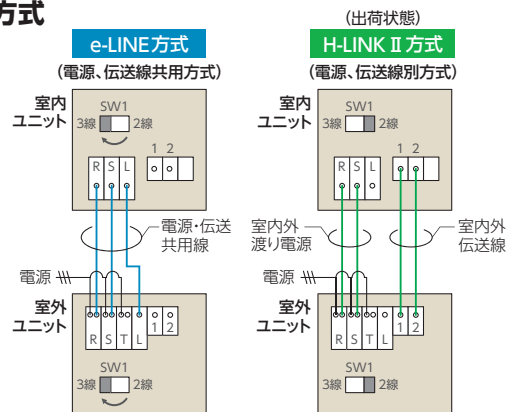 方式
e-LINE方式
(電源、伝送線共用方式)
室内
ユニット
SW1
3線 2線
1 2
R S L
電源・伝送
共用線
電源
室外
ユニット
R S T L 1 2
SW1
3線 2線
(出荷状態)
H-LINK Ⅱ 方式
(電源、伝送線別方式)
室内
ユニット
SW1
3線 2線
1 2
R S L
室内外
渡り電源
室内外
伝送線
電源
室外
ユニット
R S T L 1 2
SW1
3線 2線